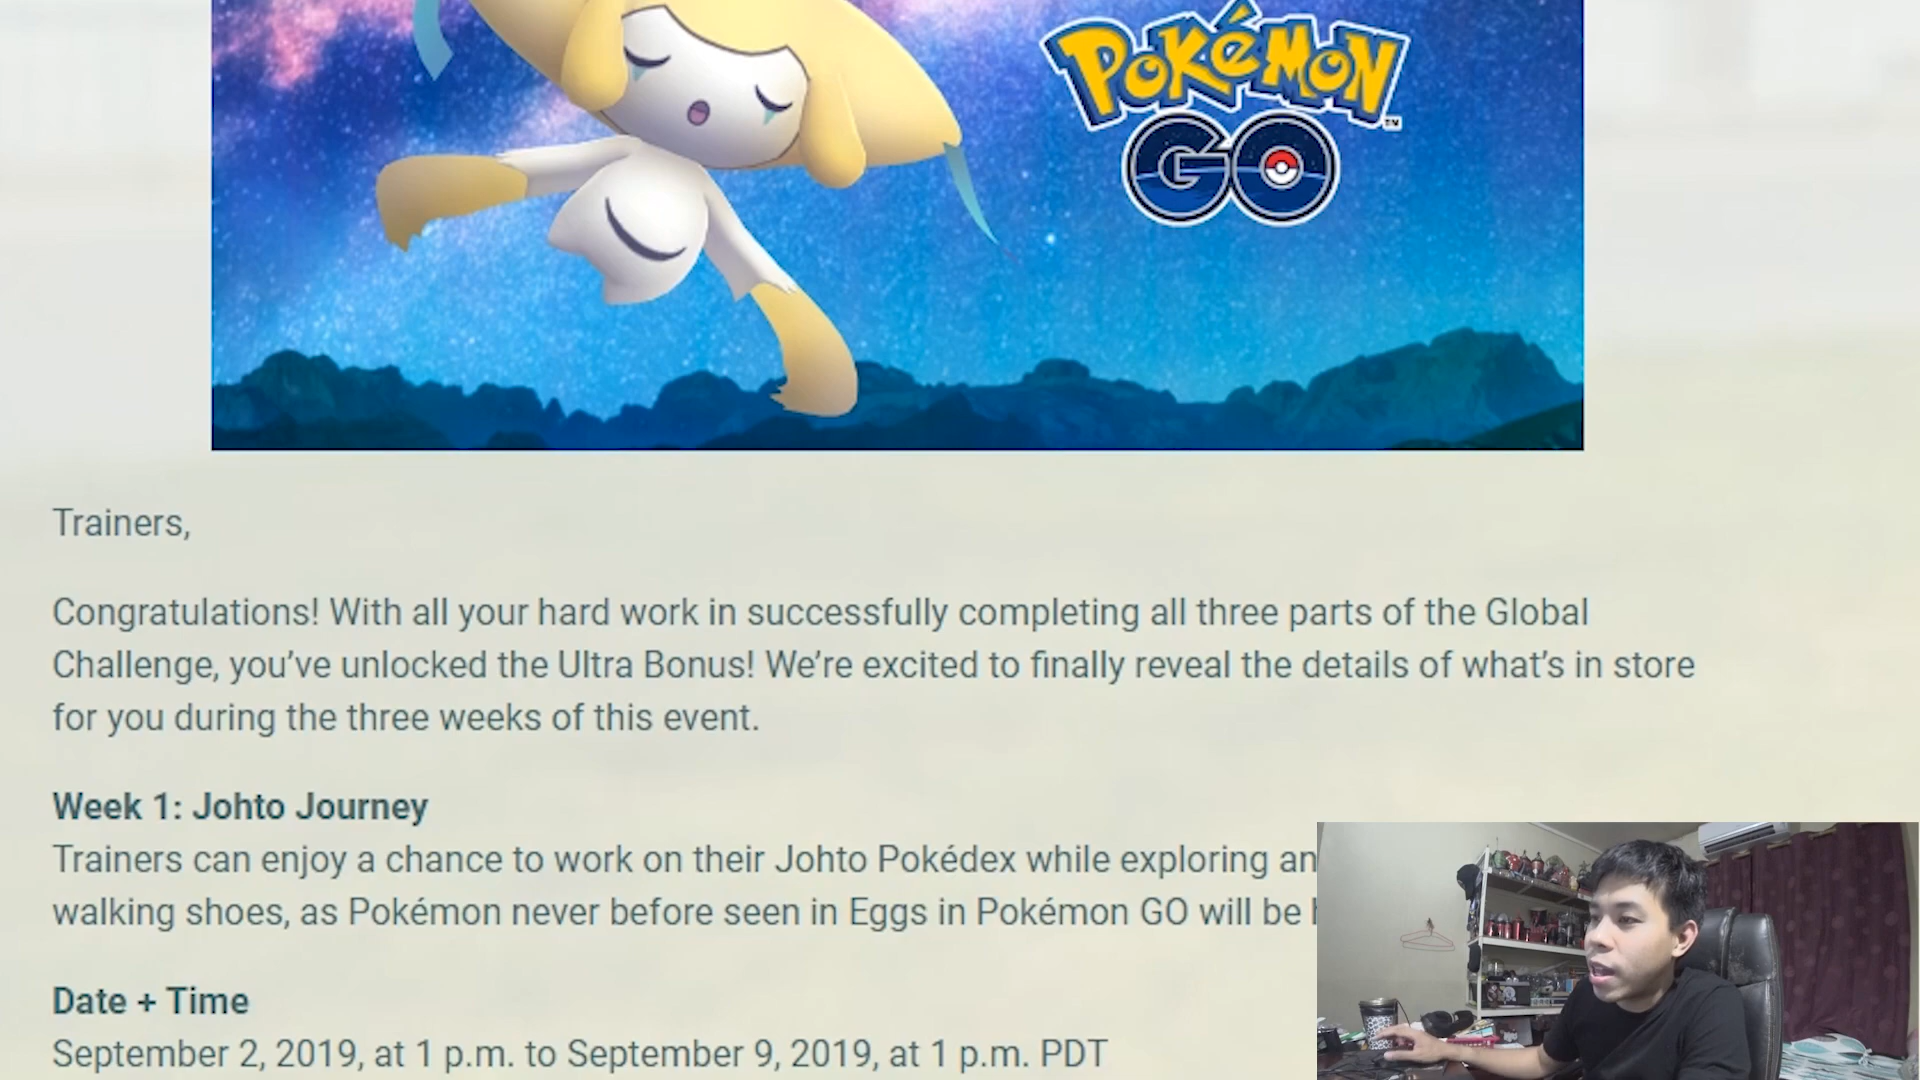 POKéMON
TM
GO
Trainers,
Congratulations! With all your hard work in successfully completing all three parts of the Global
Challenge, you’ve unlocked the Ultra Bonus! We’re excited to finally reveal the details of what’s in store
for you during the three weeks of this event.
Week 1: Johto Journey
Trainers can enjoy a chance to work on their Johto Pokédex while exploring an
walking shoes, as Pokémon never before seen in Eggs in Pokémon GO will be
Date + Time
September 2, 2019, at 1 p.m. to September 9, 2019, at 1 p.m. PDT